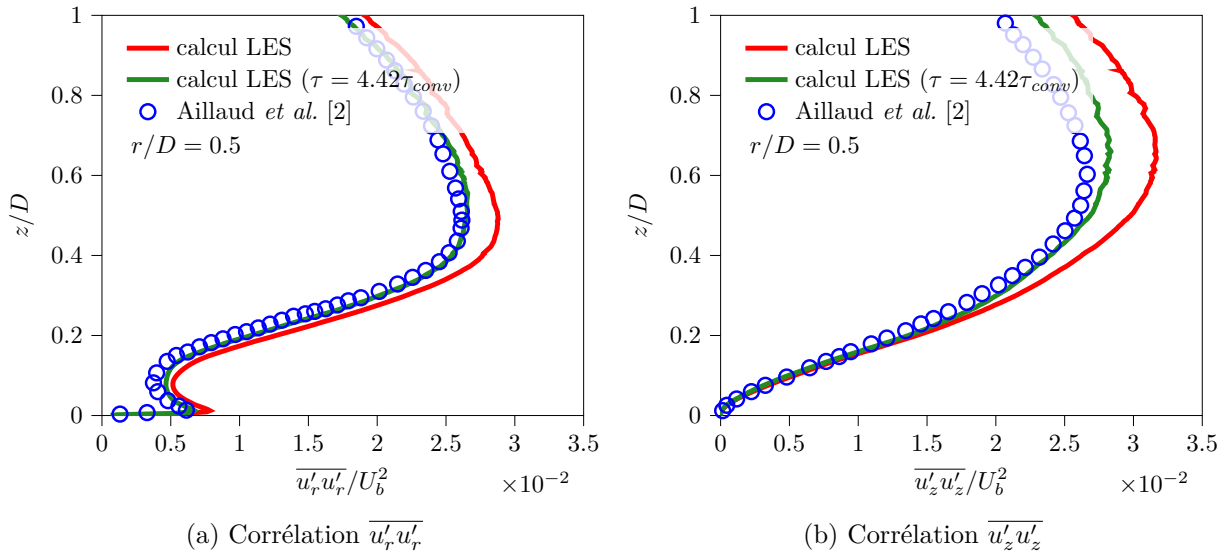 1
0.8
0.6
0.4
0.2
0
z/D
calcul LES
calcul LES (τ = 4.42τ_conv)
Aillaud et al. [2]
r/D = 0.5
0 0.5 1 1.5 2 2.5 3 3.5
u′_r u′_r/U_b^2 ×10−2
(a) Corrélation u′_r u′_r
1
0.8
0.6
0.4
0.2
0
z/D
calcul LES
calcul LES (τ = 4.42τ_conv)
Aillaud et al. [2]
r/D = 0.5
0 0.5 1 1.5 2 2.5 3 3.5
u′_z u′_z/U_b^2 ×10−2
(b) Corrélation u′_z u′_z